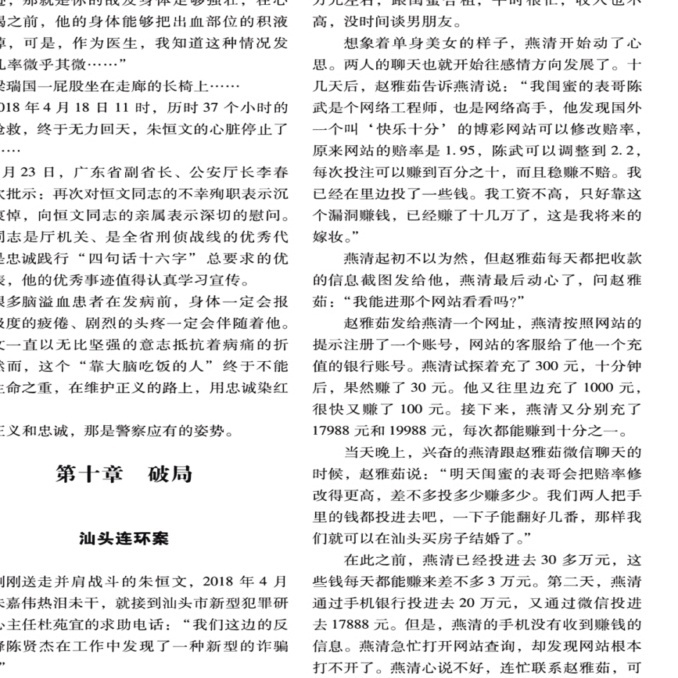 那就是你的战友身体足够强壮，在心
竭之前，他的身体能够把出血部位的积液
掉，可是，作为医生，我知道这种情况发
几率微乎其微……”
梁瑞国一屁股坐在走廊的长椅上……
2018 年 4 月 18 日 11 时，历时 37 个小时的
抢救，终于无力回天，朱恒文的心脏停止了
……
月 23 日，广东省副省长、公安厅长李春
批示：再次对恒文同志的不幸殉职表示沉
哀悼，向恒文同志的亲属表示深切的慰问。
同志是厅机关、是全省刑侦战线的优秀代
是忠诚践行“四句话十六字”总要求的优
表，他的优秀事迹值得认真学习宣传。
很多脑溢血患者在发病前，身体一定会报
极度的疲倦、剧烈的头疼一定会伴随着他。
文一直以无比坚强的意志抵抗着病痛的折
然而，这个“靠大脑吃饭的人”终于不能
生命之重，在维护正义的路上，用忠诚染红
正义和忠诚，那是警察应有的姿势。
第十章 破局
汕头连环案
刚刚送走并肩战斗的朱恒文，2018 年 4 月
朱嘉伟热泪未干，就接到汕头市新型犯罪研
心主任杜苑宜的求助电话：“我们这边的反
陈贤杰在工作中发现了一种新型的诈骗
”
万元左右，跟闺蜜合租，平时很忙，收入也不
高，没时间谈男朋友。
想象着单身美女的样子，燕清开始动了心
思。两人的聊天也就开始往感情方向发展了。十
几天后，赵雅茹告诉燕清说：“我闺蜜的表哥陈
武是个网络工程师，也是网络高手，他发现国外
一个叫‘快乐十分’的博彩网站可以修改赔率，
原来网站的赔率是 1.95，陈武可以调整到 2.2，
每次投注可以赚到百分之十，而且稳赚不赔。我
已经在里边投了一些钱。我工资不高，只好靠这
个漏洞赚钱，已经赚了十几万了，这是我将来的
嫁妆。”
燕清起初不以为然，但赵雅茹每天都把收款
的信息截图发给他，燕清最后动心了，问赵雅
茹：“我能进那个网站看看吗?”
赵雅茹发给燕清一个网址，燕清按照网站的
提示注册了一个账号，网站的客服给了他一个充
值的银行账号。燕清试探着充了 300 元，十分钟
后，果然赚了 30 元。他又往里边充了 1000 元，
很快又赚了 100 元。接下来，燕清又分别充了
17988 元和 19988 元，每次都能赚到十分之一。
当天晚上，兴奋的燕清跟赵雅茹微信聊天的
时候，赵雅茹说：“明天闺蜜的表哥会把赔率修
改得更高，差不多投多少赚多少。我们两人把手
里的钱都投进去吧，一下子能翻好几番，那样我
们就可以在汕头买房子结婚了。”
在此之前，燕清已经投进去 30 多万元，这
些钱每天都能赚来差不多 3 万元。第二天，燕清
通过手机银行投进去 20 万元，又通过微信投进
去 17888 元。但是，燕清的手机没有收到赚钱的
信息。燕清急忙打开网站查询，却发现网站根本
打不开了。燕清心说不好，连忙联系赵雅茹，可